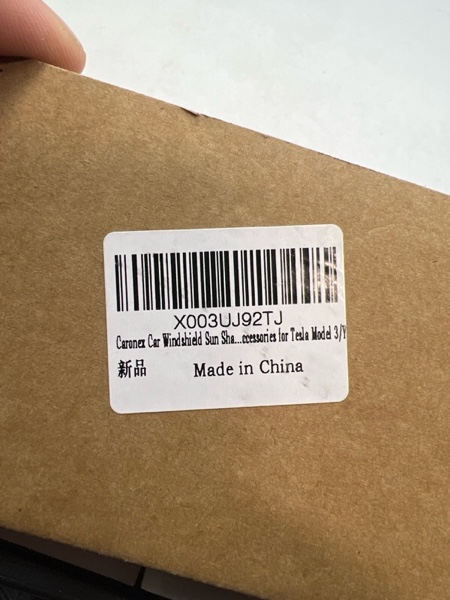 X003UJ92TJ
Caronex Car Windshield Sun Sha...ccessories for Tesla Model 3/Y
新品
Made in China